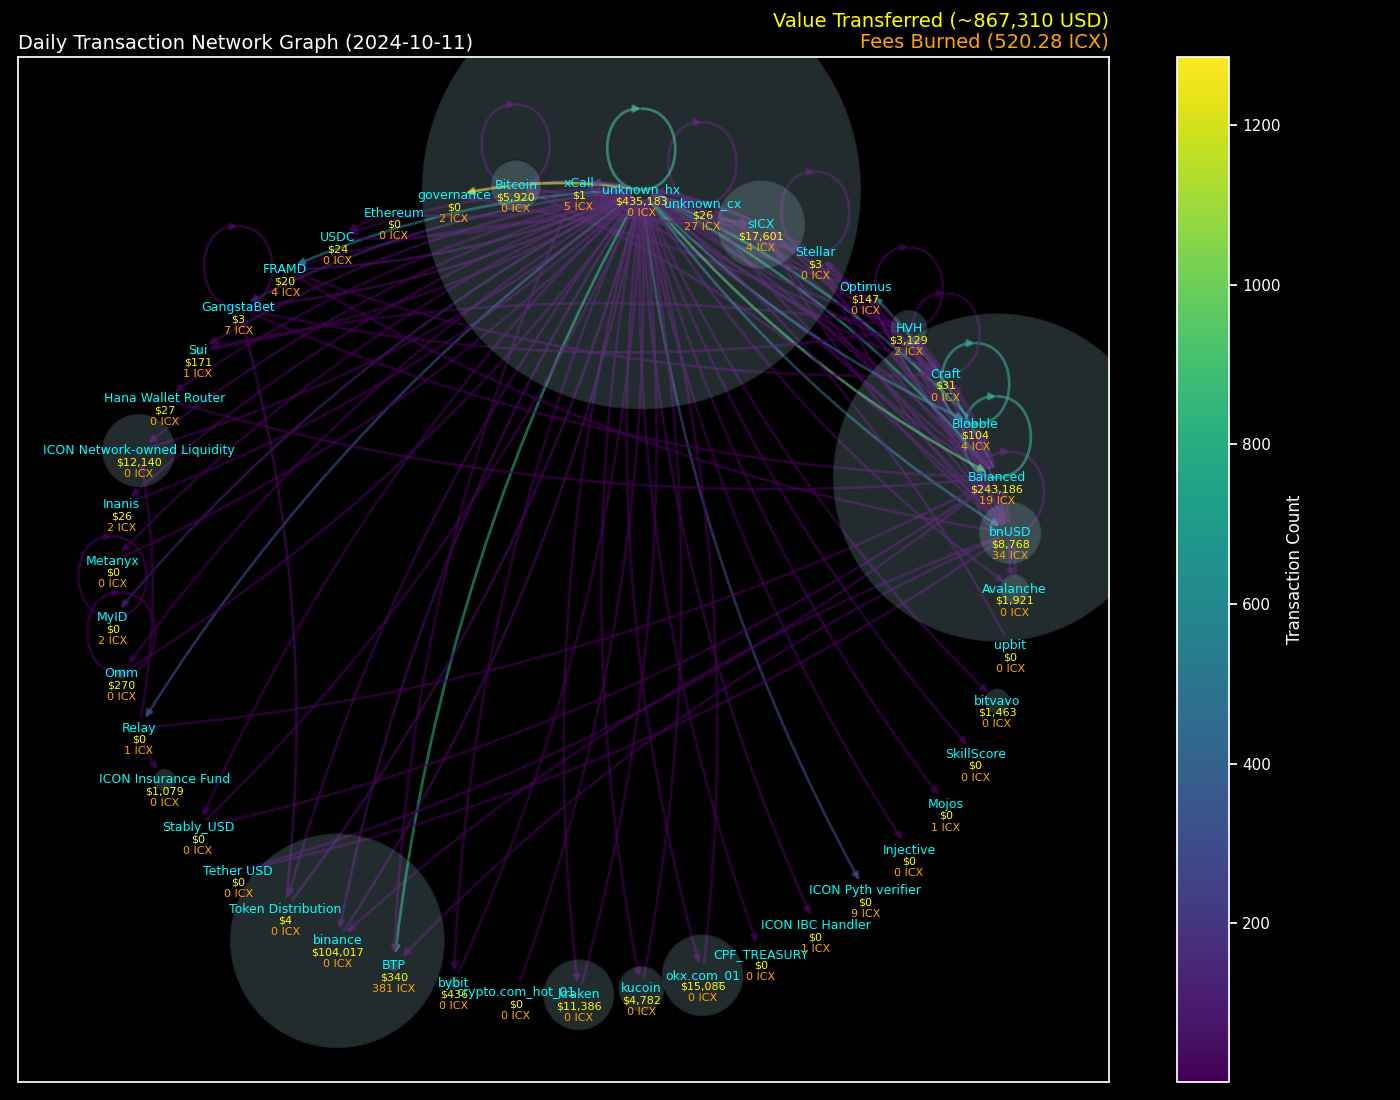 Value Transferred (~867,310 USD)
Daily Transaction Network Graph (2024-10-11)
Fees Burned (520.28 ICX)
governance
$0
2 ICX
Bitcoin
$5,920
0 ICX
xCall
$1
5 ICX
unknown_hx
$435,183
0 ICX
unknown_cx
$26
27 ICX
sICX
$17,601
4 ICX
Stellar
$3
0 ICX
Optimus
$147
0 ICX
HVH
$3,129
2 ICX
Craft
$31
0 ICX
Blobble
$104
4 ICX
Balanced
$243,186
19 ICX
bnUSD
$8,768
34 ICX
Avalanche
$1,921
0 ICX
upbit
$0
0 ICX
bitvavo
$1,463
0 ICX
SkillScore
$0
0 ICX
Mojos
$0
1 ICX
Injective
$0
0 ICX
ICON Pyth verifier
$0
9 ICX
ICON IBC Handler
$0
1 ICX
CPF_TREASURY
$0
0 ICX
okx.com_01
$15,086
0 ICX
kucoin
$4,782
0 ICX
kraken
$11,386
0 ICX
crypto.com_hot_01
$0
0 ICX
bybit
$436
0 ICX
BTP
$340
381 ICX
binance
$104,017
0 ICX
Token Distribution
$4
0 ICX
Tether USD
$0
0 ICX
Stably_USD
$0
0 ICX
ICON Insurance Fund
$1,079
0 ICX
Relay
$0
1 ICX
Omm
$270
0 ICX
MyID
$0
2 ICX
Metanyx
$0
0 ICX
Inanis
$26
2 ICX
ICON Network-owned Liquidity
$12,140
0 ICX
Hana Wallet Router
$27
0 ICX
Sui
$171
1 ICX
GangstaBet
$3
7 ICX
FRAMD
$20
4 ICX
USDC
$24
0 ICX
Ethereum
$0
0 ICX
1200
1000
800
600
400
200
Transaction Count